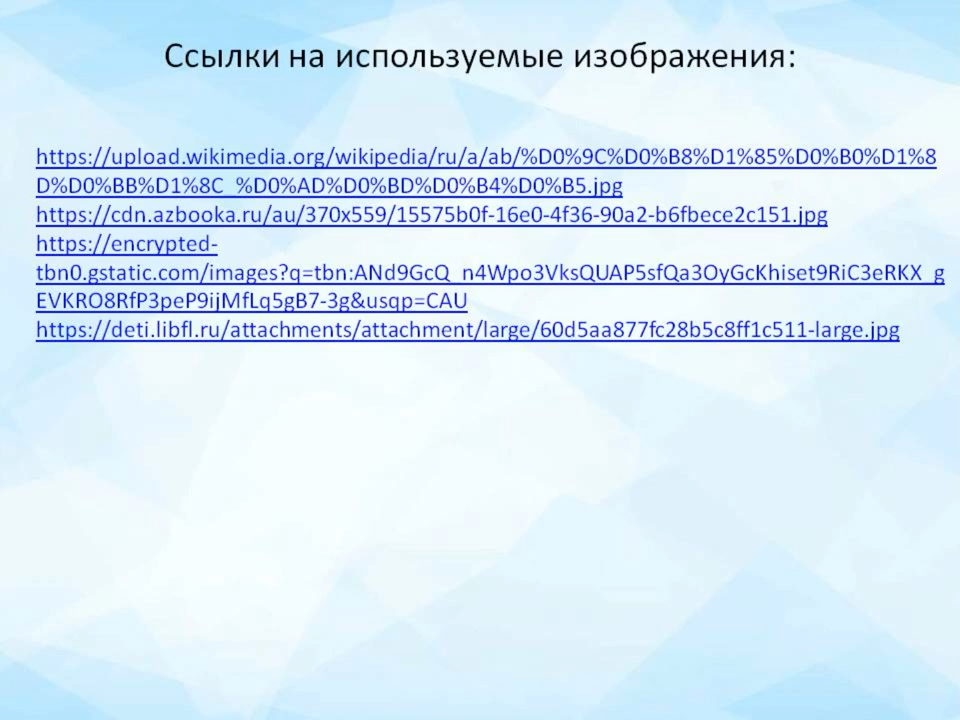 Ссылки на используемые изображения:
https://upload.wikimedia.org/wikipedia/ru/a/ab/%D0%9C%D0%B8%D1%85%D0%B0%D1%8
D%D0%BB%D1%8C_%D0%AD%D0%BD%D0%B4%D0%B5.jpg
https://cdn.azbooka.ru/au/370x559/15575b0f-16e0-4f36-90a2-b6fbece2c151.jpg
https://encrypted-
tbn0.gstatic.com/images?q=tbn:ANd9GcQ_n4Wpo3VksQUAP5sfQa3OyGcKhiset9RiC3eRKX_g
EVKRO8RfP3peP9ijMfLq5gB7-3g&usqp=CAU
https://deti.libfl.ru/attachments/attachment/large/60d5aa877fc28b5c8ff1c511-large.jpg